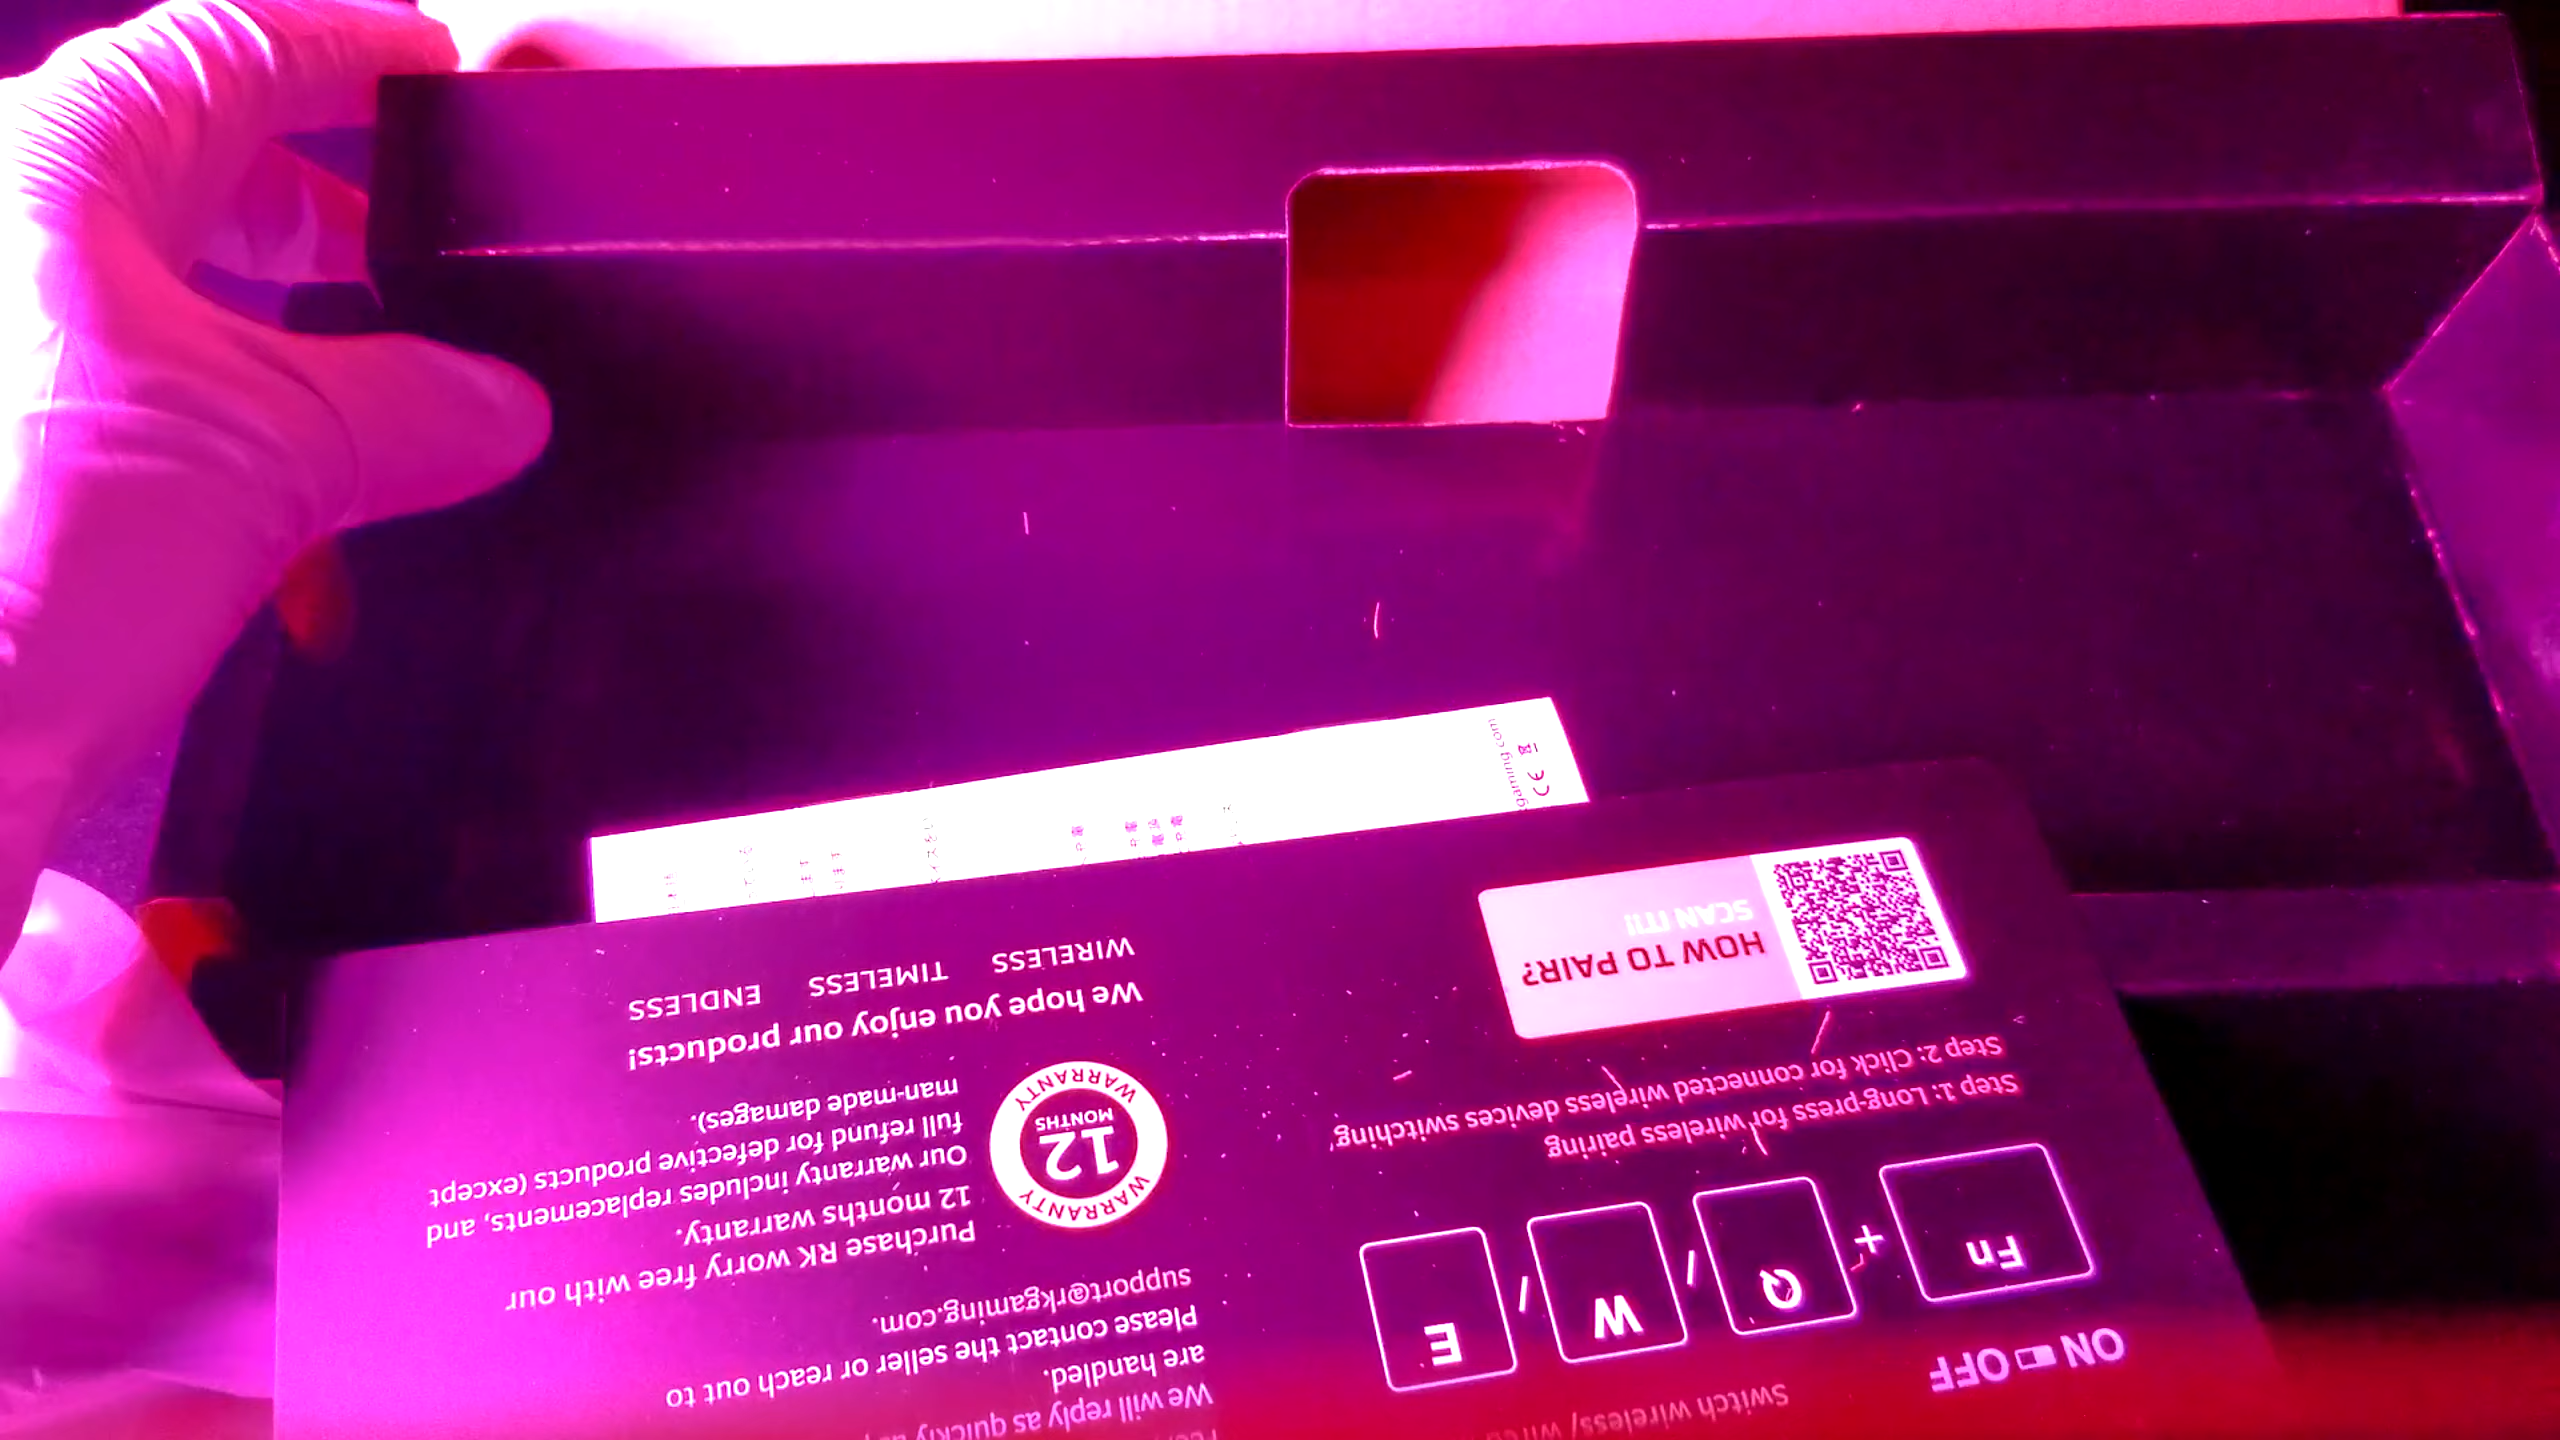 Switch wireless/
ON OFF
Fn + Q / W / E
Step 1: Long-press for wireless pairing
Step 2: Click for connected wireless devices switching
HOW TO PAIR?
SCAN IT!
We will reply as quickly
are handled.
Please contact the seller or reach out to
support@rkgaming.com.
Purchase RK worry free with our
12 months warranty.
Our warranty includes replacements, and
full refund for defective products (except
man-made damages).
WARRANTY
12
MONTHS
WARRANTY
We hope you enjoy our products!
WIRELESS TIMELESS ENDLESS
CE
gaming.com